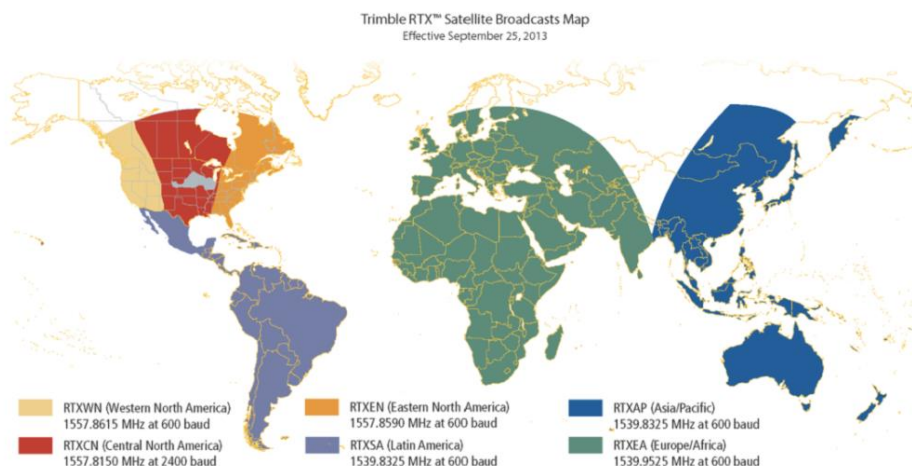 Trimble RTX™ Satellite Broadcasts Map
Effective September 25, 2013
RTXWN (Western North America)
1557.8615 MHz at 600 baud
RTXCN (Central North America)
1557.8150 MHz at 2400 baud
RTXEN (Eastern North America)
1557.8590 MHz at 600 baud
RTXSA (Latin America)
1539.8325 MHz at 600 baud
RTXAP (Asia/Pacific)
1539.8325 MHz at 600 baud
RTXEA (Europe/Africa)
1539.9525 MHz at 600 baud